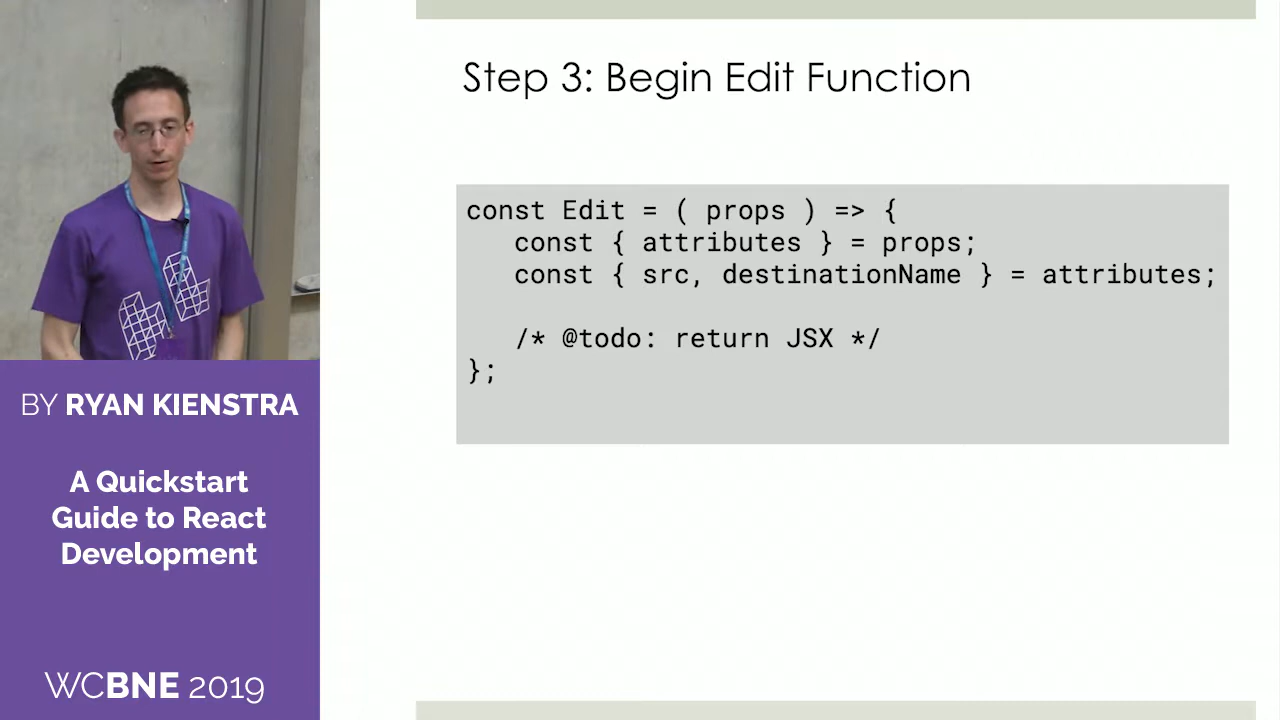 Step 3: Begin Edit Function
const Edit = ( props ) => {
   const { attributes } = props;
   const { src, destinationName } = attributes;

   /* @todo: return JSX */
};
BY RYAN KIENSTRA
A Quickstart
Guide to React
Development
WCBNE 2019